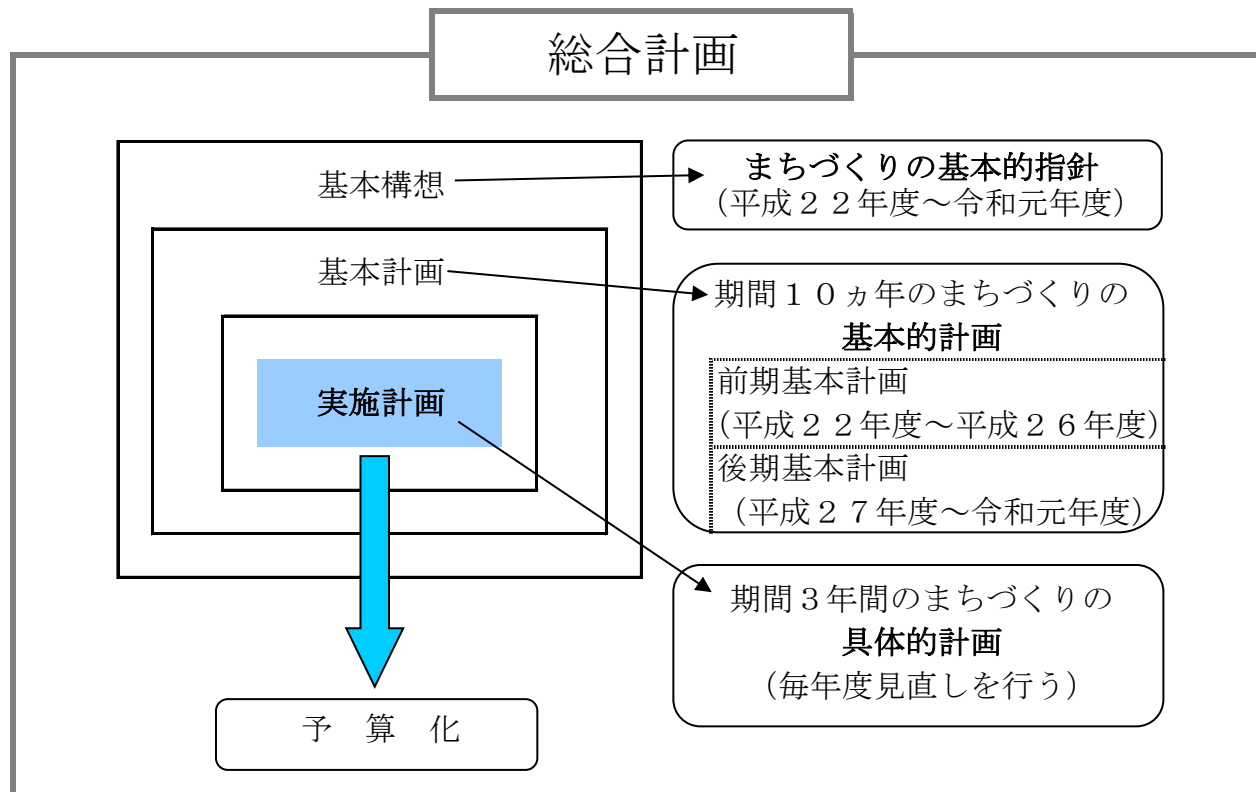 総合計画
基本構想
まちづくりの基本的指針
（平成２２年度～令和元年度）
基本計画
期間１０ヵ年のまちづくりの
基本的計画
前期基本計画
（平成２２年度～平成２６年度）
後期基本計画
（平成２７年度～令和元年度）
実施計画
期間３年間のまちづくりの
具体的計画
（毎年度見直しを行う）
予　算　化